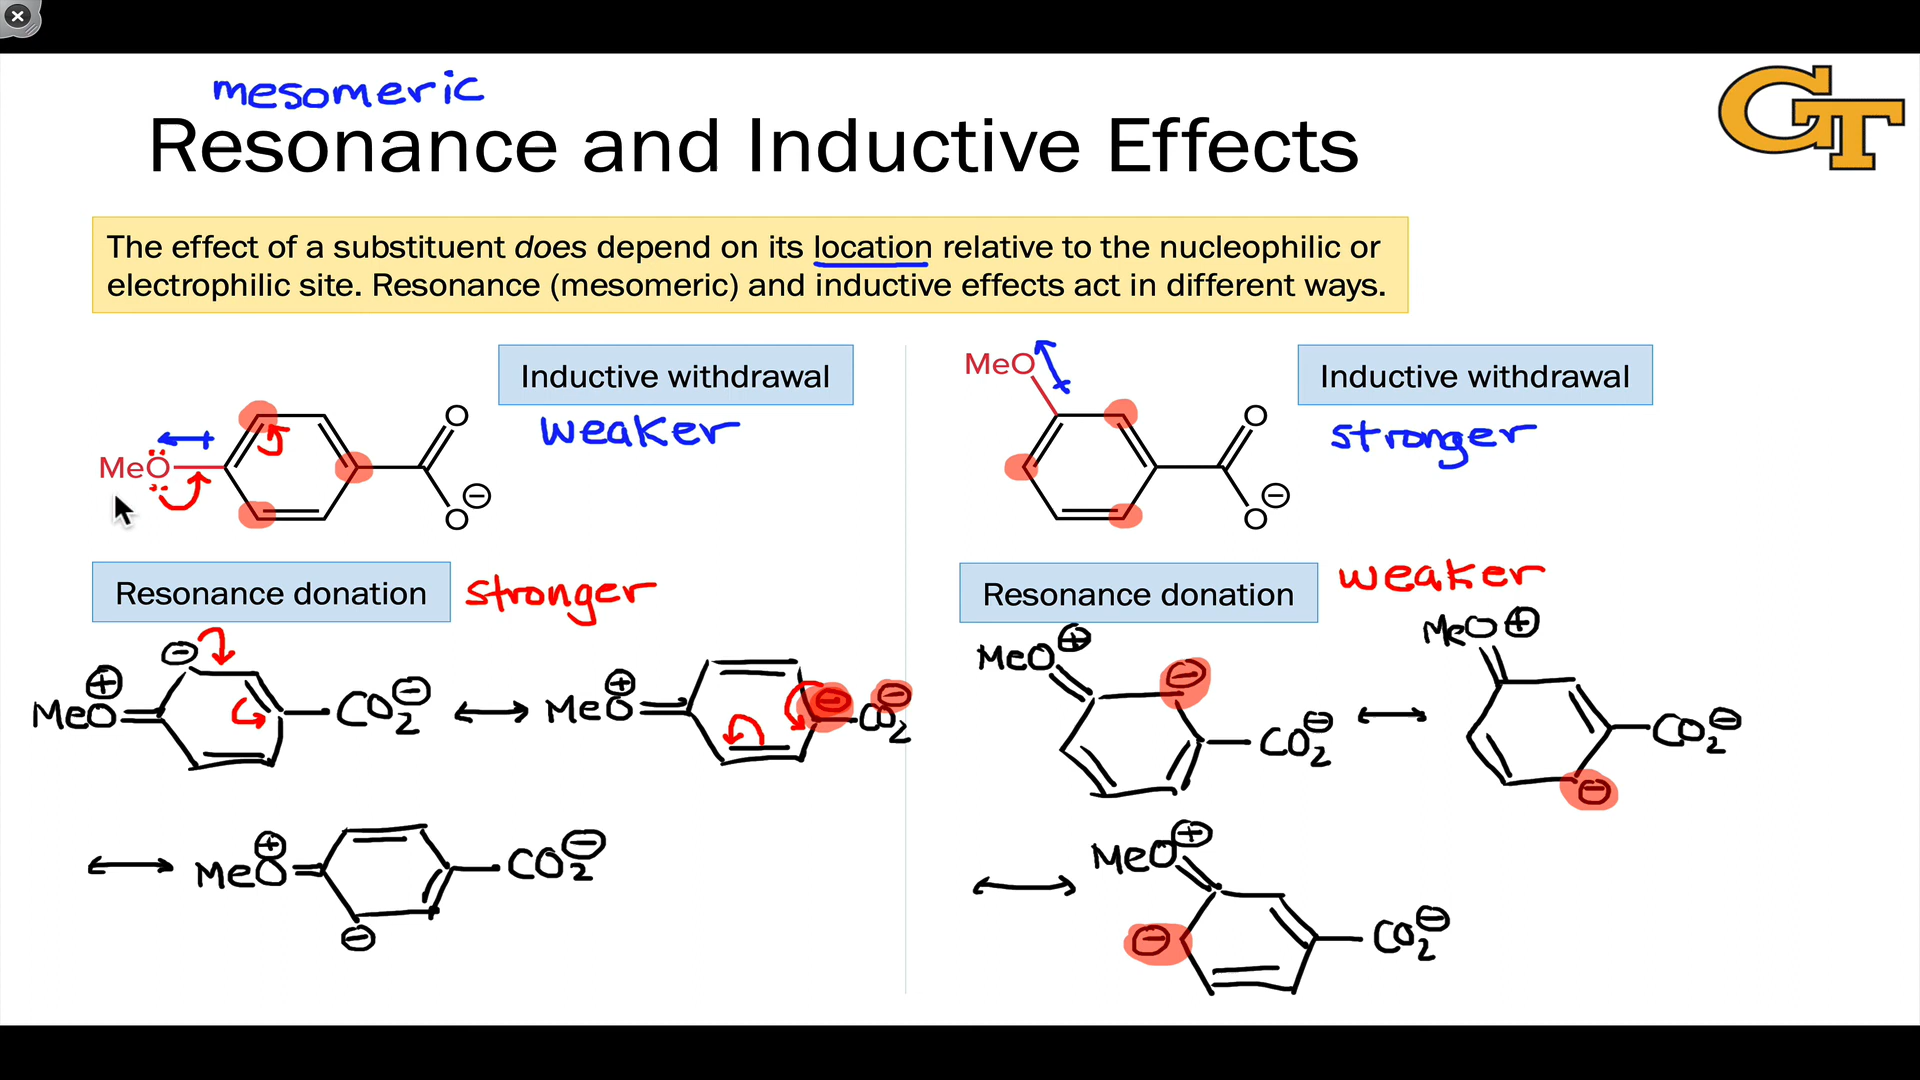 mesomeric
Resonance and Inductive Effects
GT
The effect of a substituent does depend on its location relative to the nucleophilic or
electrophilic site. Resonance (mesomeric) and inductive effects act in different ways.
Inductive withdrawal
weaker
MeO
O
O
⊖
Resonance donation
stronger
⊕
MeO
⊖
CO2⊖
⊕
MeO
⊖
CO2⊖
⊕
MeO
⊖
CO2⊖
MeO
Inductive withdrawal
stronger
O
O
⊖
Resonance donation
weaker
MeO⊕
⊖
CO2⊖
MeO⊕
CO2⊖
⊖
MeO⊕
⊖
CO2⊖